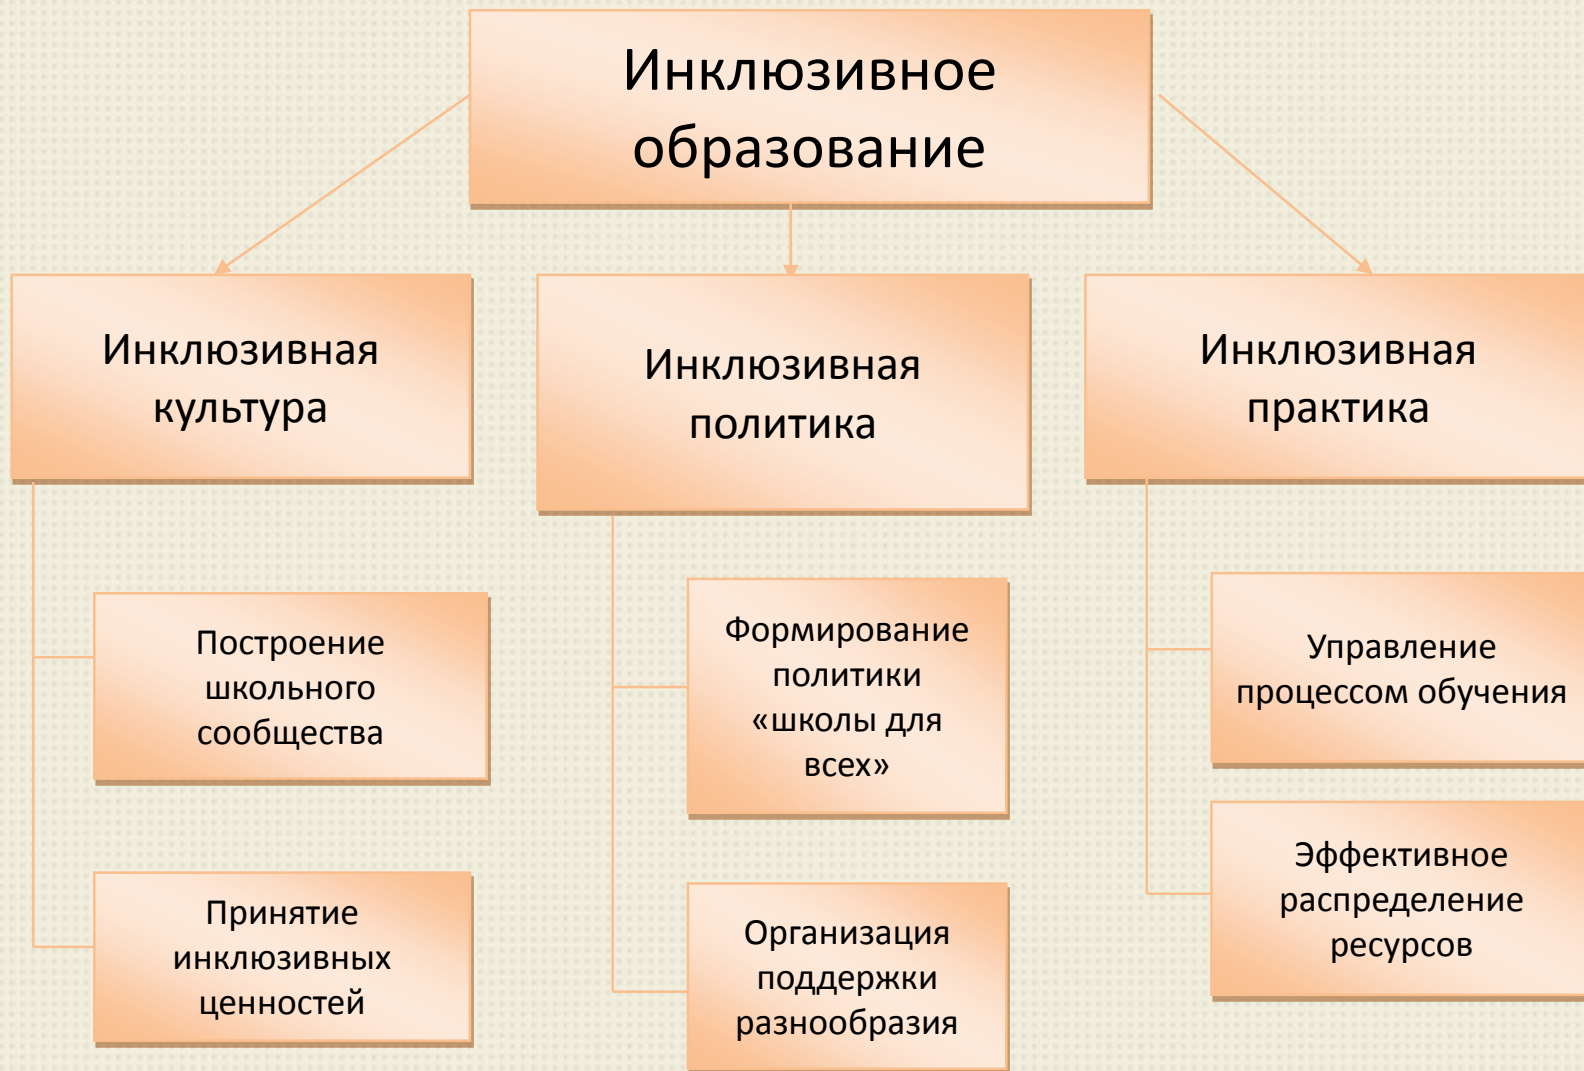 Инклюзивное
образование
Инклюзивная
культура
Инклюзивная
политика
Инклюзивная
практика
Построение
школьного
сообщества
Формирование
политики
«школы для
всех»
Управление
процессом обучения
Принятие
инклюзивных
ценностей
Организация
поддержки
разнообразия
Эффективное
распределение
ресурсов